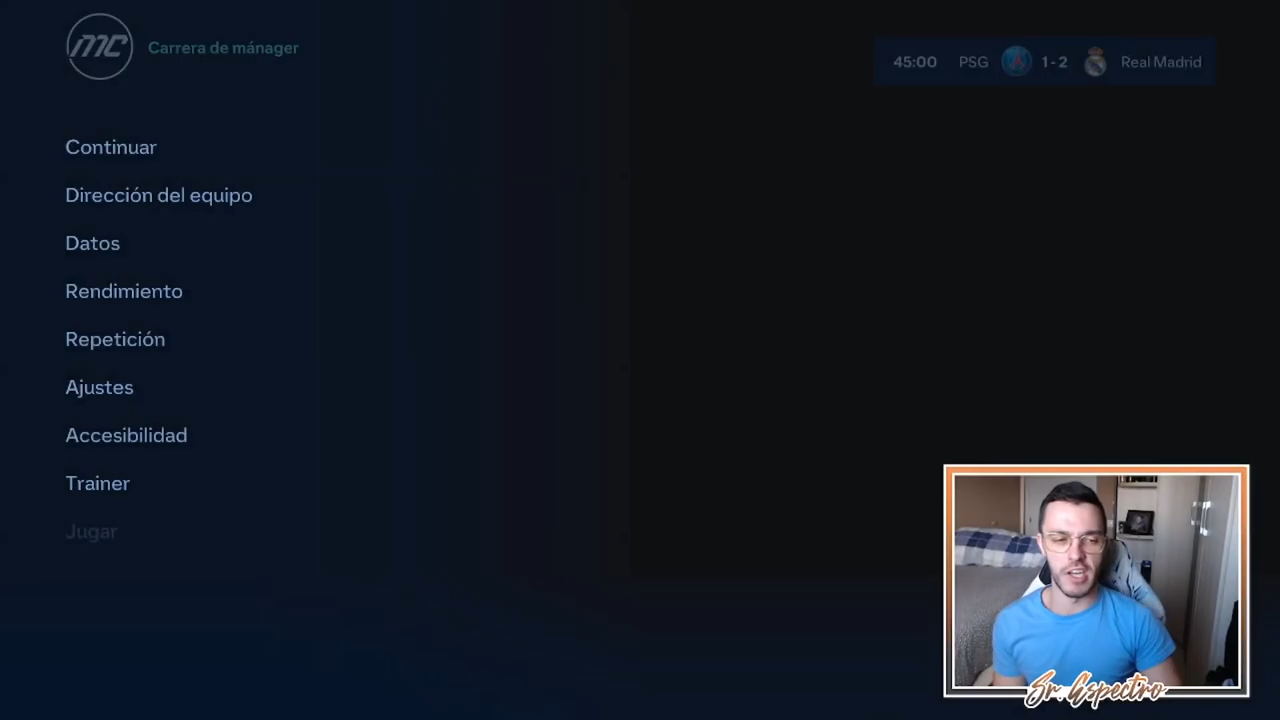 MC Carrera de mánager
45:00 PSG 1 - 2 Real Madrid
Continuar
Dirección del equipo
Datos
Rendimiento
Repetición
Ajustes
Accesibilidad
Trainer
Jugar
Sr. Espectro